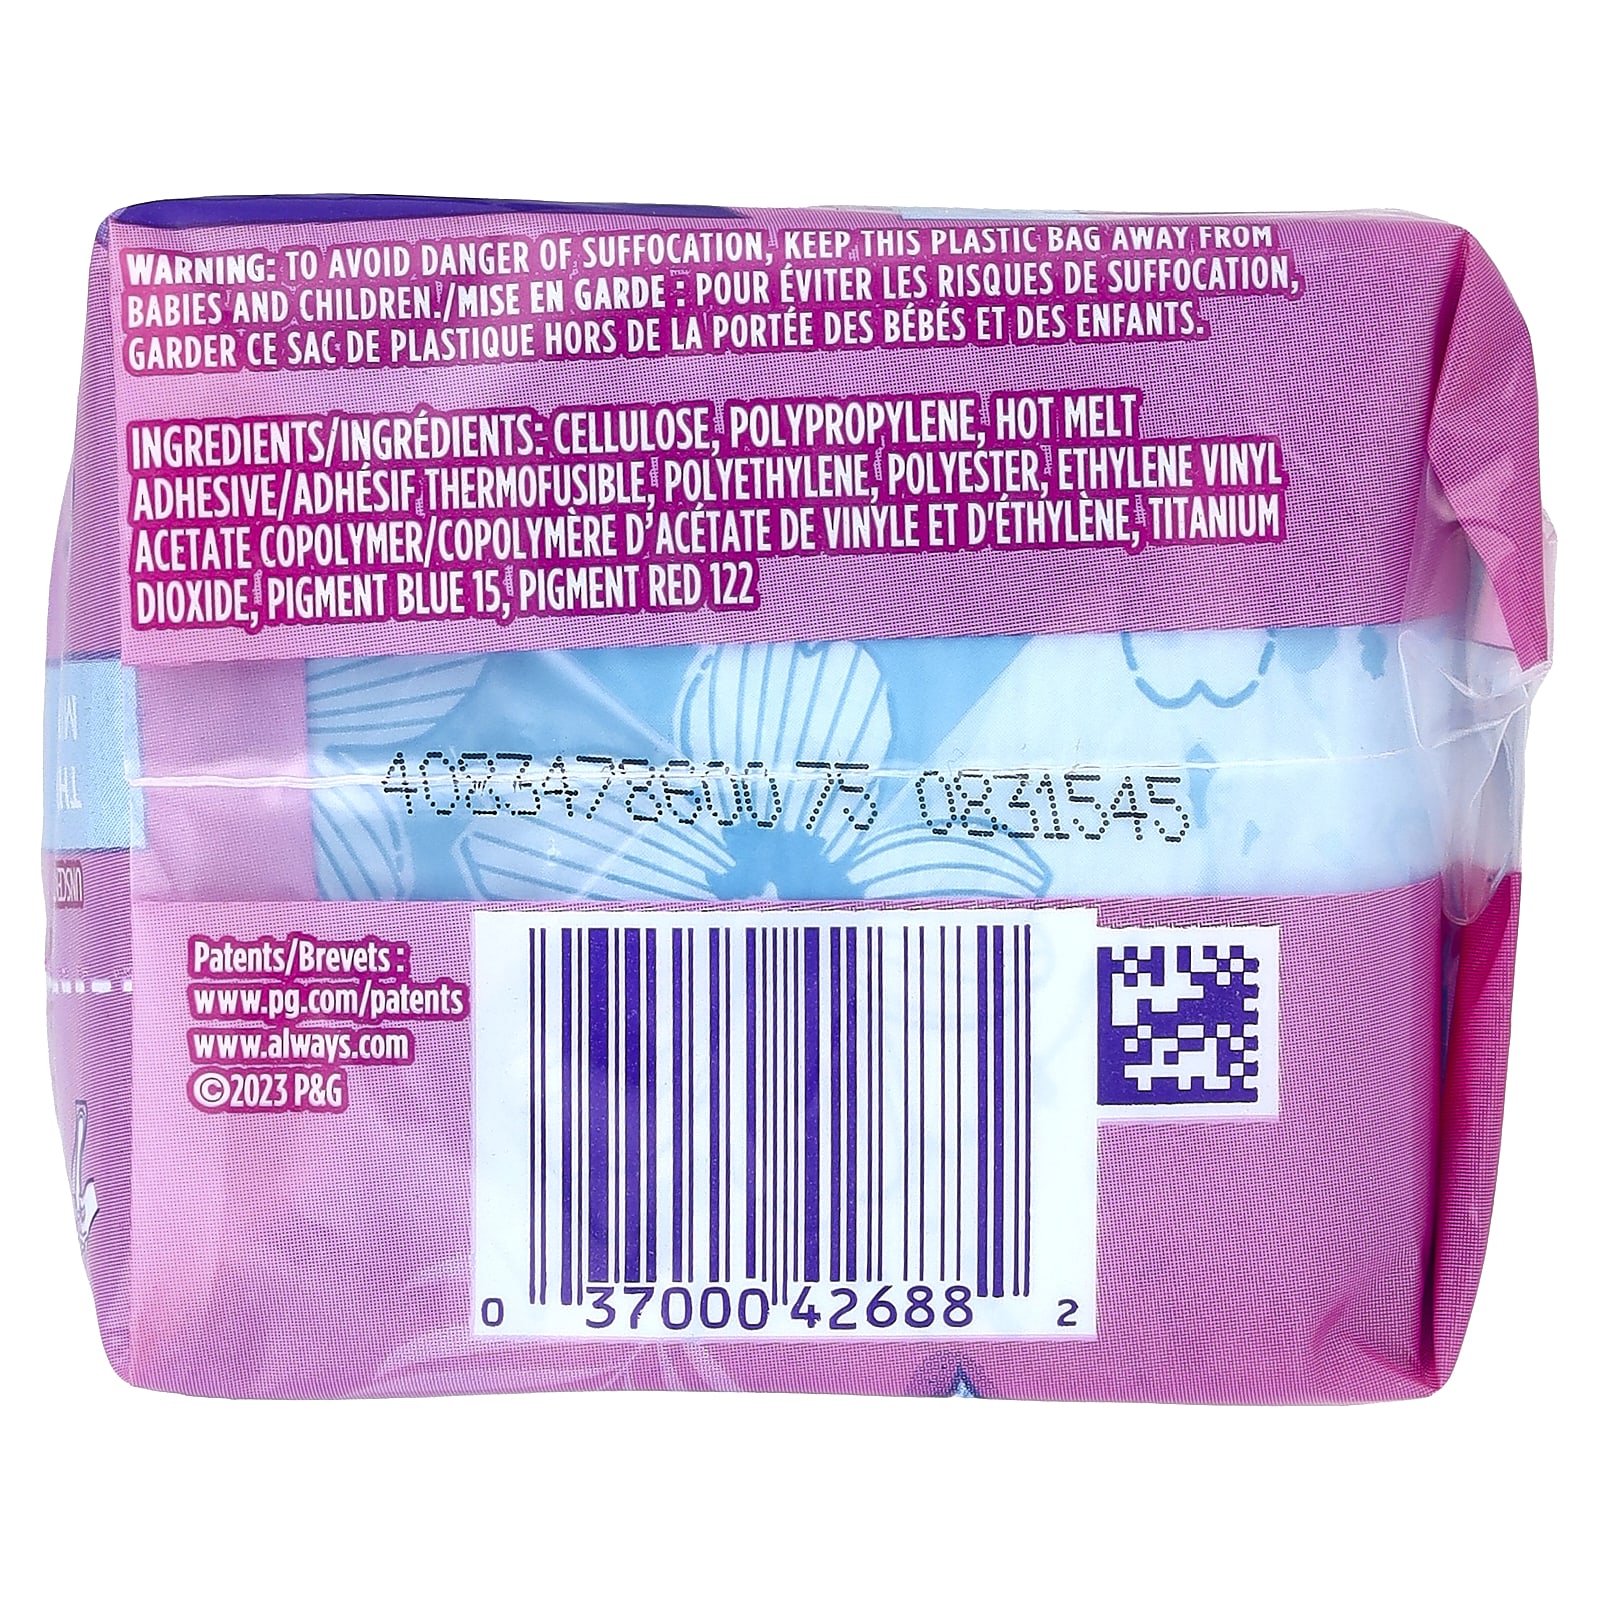 WARNING: TO AVOID DANGER OF SUFFOCATION, KEEP THIS PLASTIC BAG AWAY FROM
BABIES AND CHILDREN./MISE EN GARDE : POUR ÉVITER LES RISQUES DE SUFFOCATION,
GARDER CE SAC DE PLASTIQUE HORS DE LA PORTÉE DES BÉBÉS ET DES ENFANTS.
INGREDIENTS/INGRÉDIENTS: CELLULOSE, POLYPROPYLENE, HOT MELT
ADHESIVE/ADHÉSIF THERMOFUSIBLE, POLYETHYLENE, POLYESTER, ETHYLENE VINYL
ACETATE COPOLYMER/COPOLYMÈRE D'ACÉTATE DE VINYLE ET D'ÉTHYLÈNE, TITANIUM
DIOXIDE, PIGMENT BLUE 15, PIGMENT RED 122
75 0831545
Patents/Brevets :
www.pg.com/patents
www.always.com
©2023 P&G
0 37000 42688 2